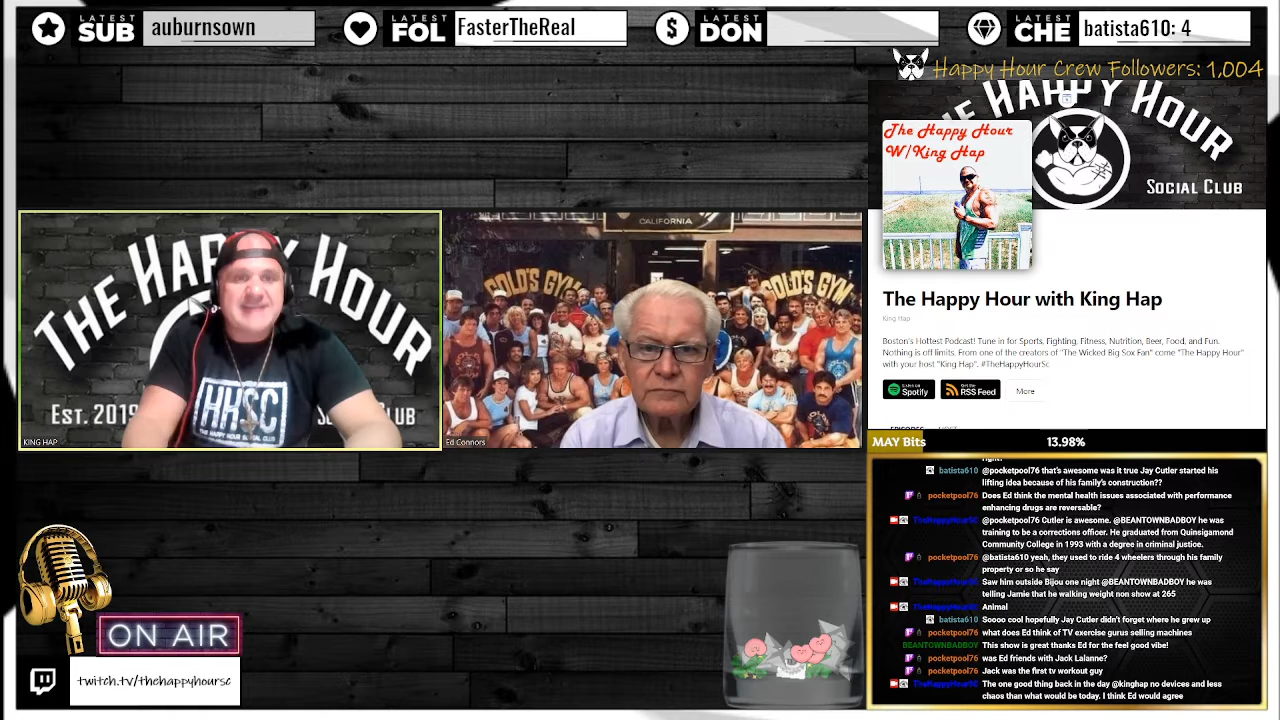 LATEST
SUB
auburnsown
LATEST
FOL
FasterTheReal
LATEST
DON
LATEST
CHE
batista610: 4
Happy Hour Crew Followers: 1,004
THE HAPPY HOUR
SOCIAL CLUB
The Happy Hour
W/King Hap
The Happy Hour with King Hap
King Hap
Boston's Hottest Podcast! Tune in for Sports, Fighting, Fitness, Nutrition, Beer, Food, and Fun.
Nothing is off limits. From one of the creators of "The Wicked Big Sox Fan" come "The Happy Hour"
with your host "King Hap". #TheHappyHourSc
Listen on
Spotify
Get the
RSS Feed
More
THE HAPPY HOUR
EST. 2019
CLUB
HHSC
THE HAPPY HOUR SOCIAL CLUB
KING HAP
CALIFORNIA
GOLD'S GYM
GOLD'S GYM
Ed Connors
MAY Bits
13.98%
batista610 @pocketpool76 that's awesome was it true Jay Cutler started his
lifting idea because of his family's construction??
pocketpool76 Does Ed think the mental health issues associated with performance
enhancing drugs are reversable?
TheHappyHourSC @pocketpool76 Cutler is awesome. @BEANTOWNBADBOY he was
training to be a corrections officer. He graduated from Quinsigamond
Community College in 1993 with a degree in criminal justice.
pocketpool76 @batista610 yeah, they used to ride 4 wheelers through his family
property or so he say
TheHappyHourSC Saw him outside Bijou one night @BEANTOWNBADBOY he was
telling Jamie that he walking weight non show at 265
TheHappyHourSC Animal
batista610 Soooo cool hopefully Jay Cutler didn't forget where he grew up
pocketpool76 what does Ed think of TV exercise gurus selling machines
BEANTOWNBADBOY This show is great thanks Ed for the feel good vibe!
pocketpool76 was Ed friends with Jack Lalanne?
pocketpool76 Jack was the first tv workout guy
TheHappyHourSC The one good thing back in the day @kinghap no devices and less
chaos than what would be today. I think Ed would agree
ON AIR
twitch.tv/thehappyhoursc